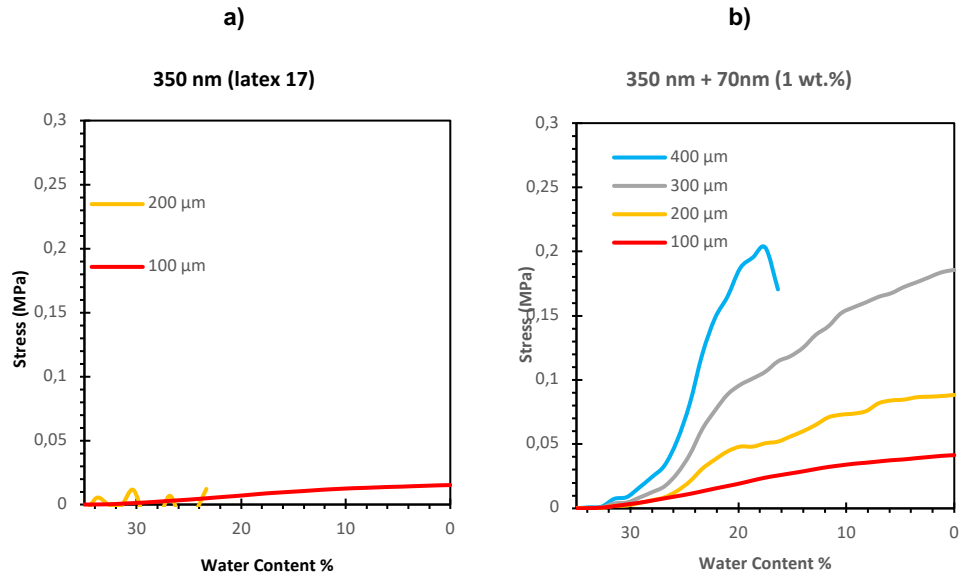 a)
350 nm (latex 17)
0,3
0,25
0,2
0,15
0,1
0,05
0
Stress (MPa)
200 µm
100 µm
30
20
10
0
Water Content %
b)
350 nm + 70nm (1 wt.%)
0,3
0,25
0,2
0,15
0,1
0,05
0
Stress (MPa)
400 µm
300 µm
200 µm
100 µm
30
20
10
0
Water Content %